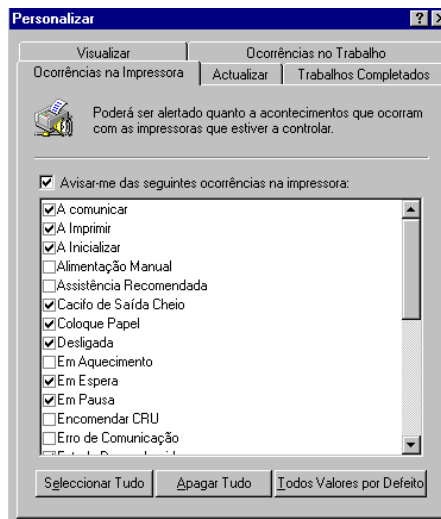 Personalizar
Visualizar
Ocorrências no Trabalho
Ocorrências na Impressora
Actualizar
Trabalhos Completados
Poderá ser alertado quanto a acontecimentos que ocorram
com as impressoras que estiver a controlar.
Avisar-me das seguintes ocorrências na impressora:
A comunicar
A Imprimir
A Inicializar
Alimentação Manual
Assistência Recomendada
Cacifo de Saída Cheio
Coloque Papel
Desligada
Em Aquecimento
Em Espera
Em Pausa
Encomendar CRU
Erro de Comunicação
Seleccionar Tudo
Apagar Tudo
Todos Valores por Defeito